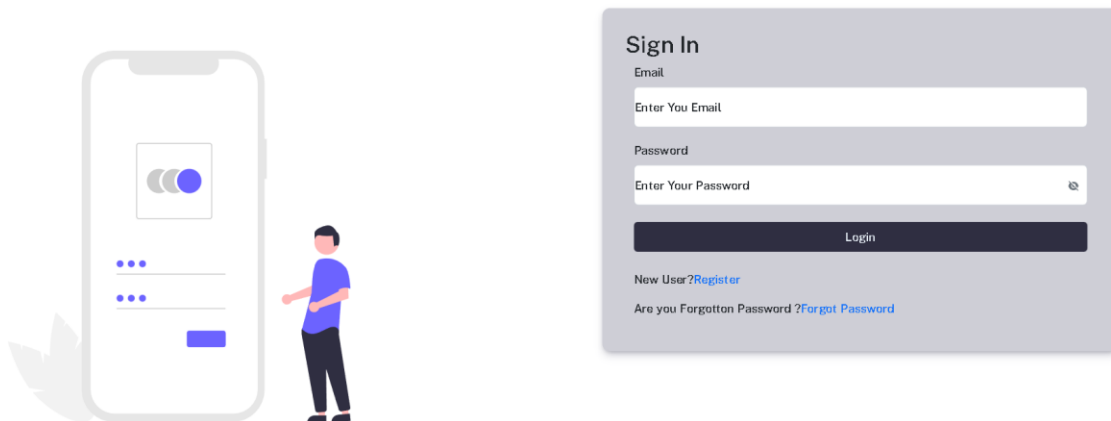 Sign In
Email
Enter You Email
Password
Enter Your Password
Login
New User?Register
Are you Forgotton Password ?Forgot Password